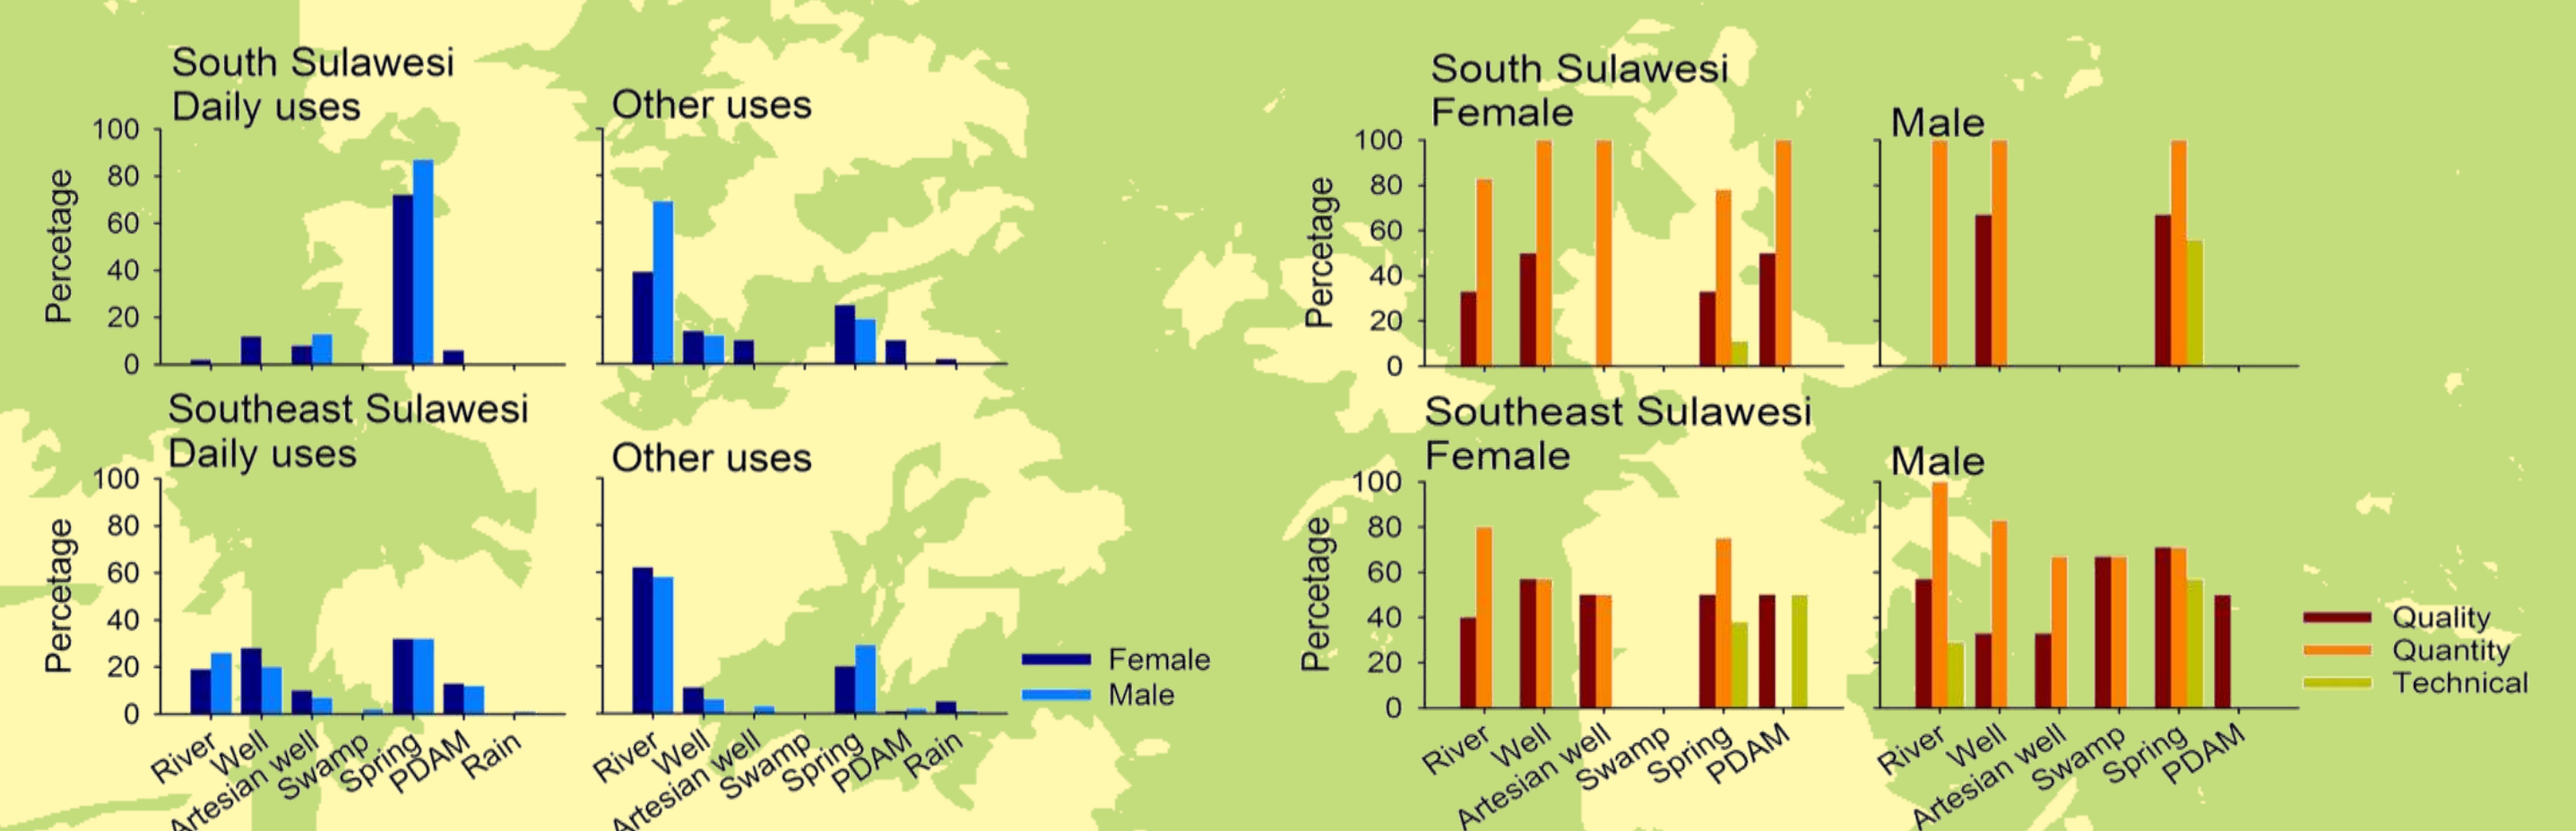 South Sulawesi
Daily uses
Other uses
Percetage
100
80
60
40
20
0
Southeast Sulawesi
Daily uses
Other uses
Percetage
100
80
60
40
20
0
River
Well
Artesian well
Swamp
Spring
PDAM
Rain
River
Well
Artesian well
Swamp
Spring
PDAM
Rain
Female
Male
South Sulawesi
Female
Male
Percetage
100
80
60
40
20
0
Southeast Sulawesi
Female
Male
Percetage
100
80
60
40
20
0
River
Well
Artesian well
Swamp
Spring
PDAM
River
Well
Artesian well
Swamp
Spring
PDAM
Quality
Quantity
Technical